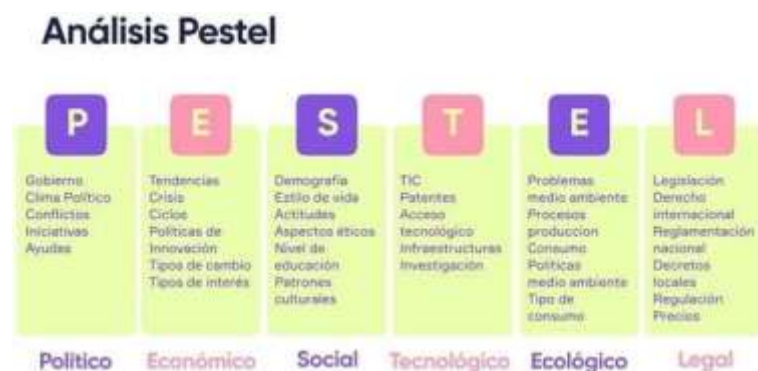 Análisis Pestel
P
Gobierno
Clima Político
Conflictos
Iniciativas
Ayudas
Político
E
Tendencias
Crisis
Ciclos
Políticas de
Innovación
Tipos de cambio
Tipos de interés
Económico
S
Demografía
Estilo de vida
Actitudes
Aspectos éticos
Nivel de
educación
Patrones
culturales
Social
T
TIC
Patentes
Acceso
tecnológico
Infraestructuras
Investigación
Tecnológico
E
Problemas
medio ambiente
Procesos
produccion
Consumo
Políticas
medio ambiente
Tipo de
consumo
Ecológico
L
Legislación
Derecho
internacional
Reglamentación
nacional
Decretos
locales
Regulación
Precios
Legal